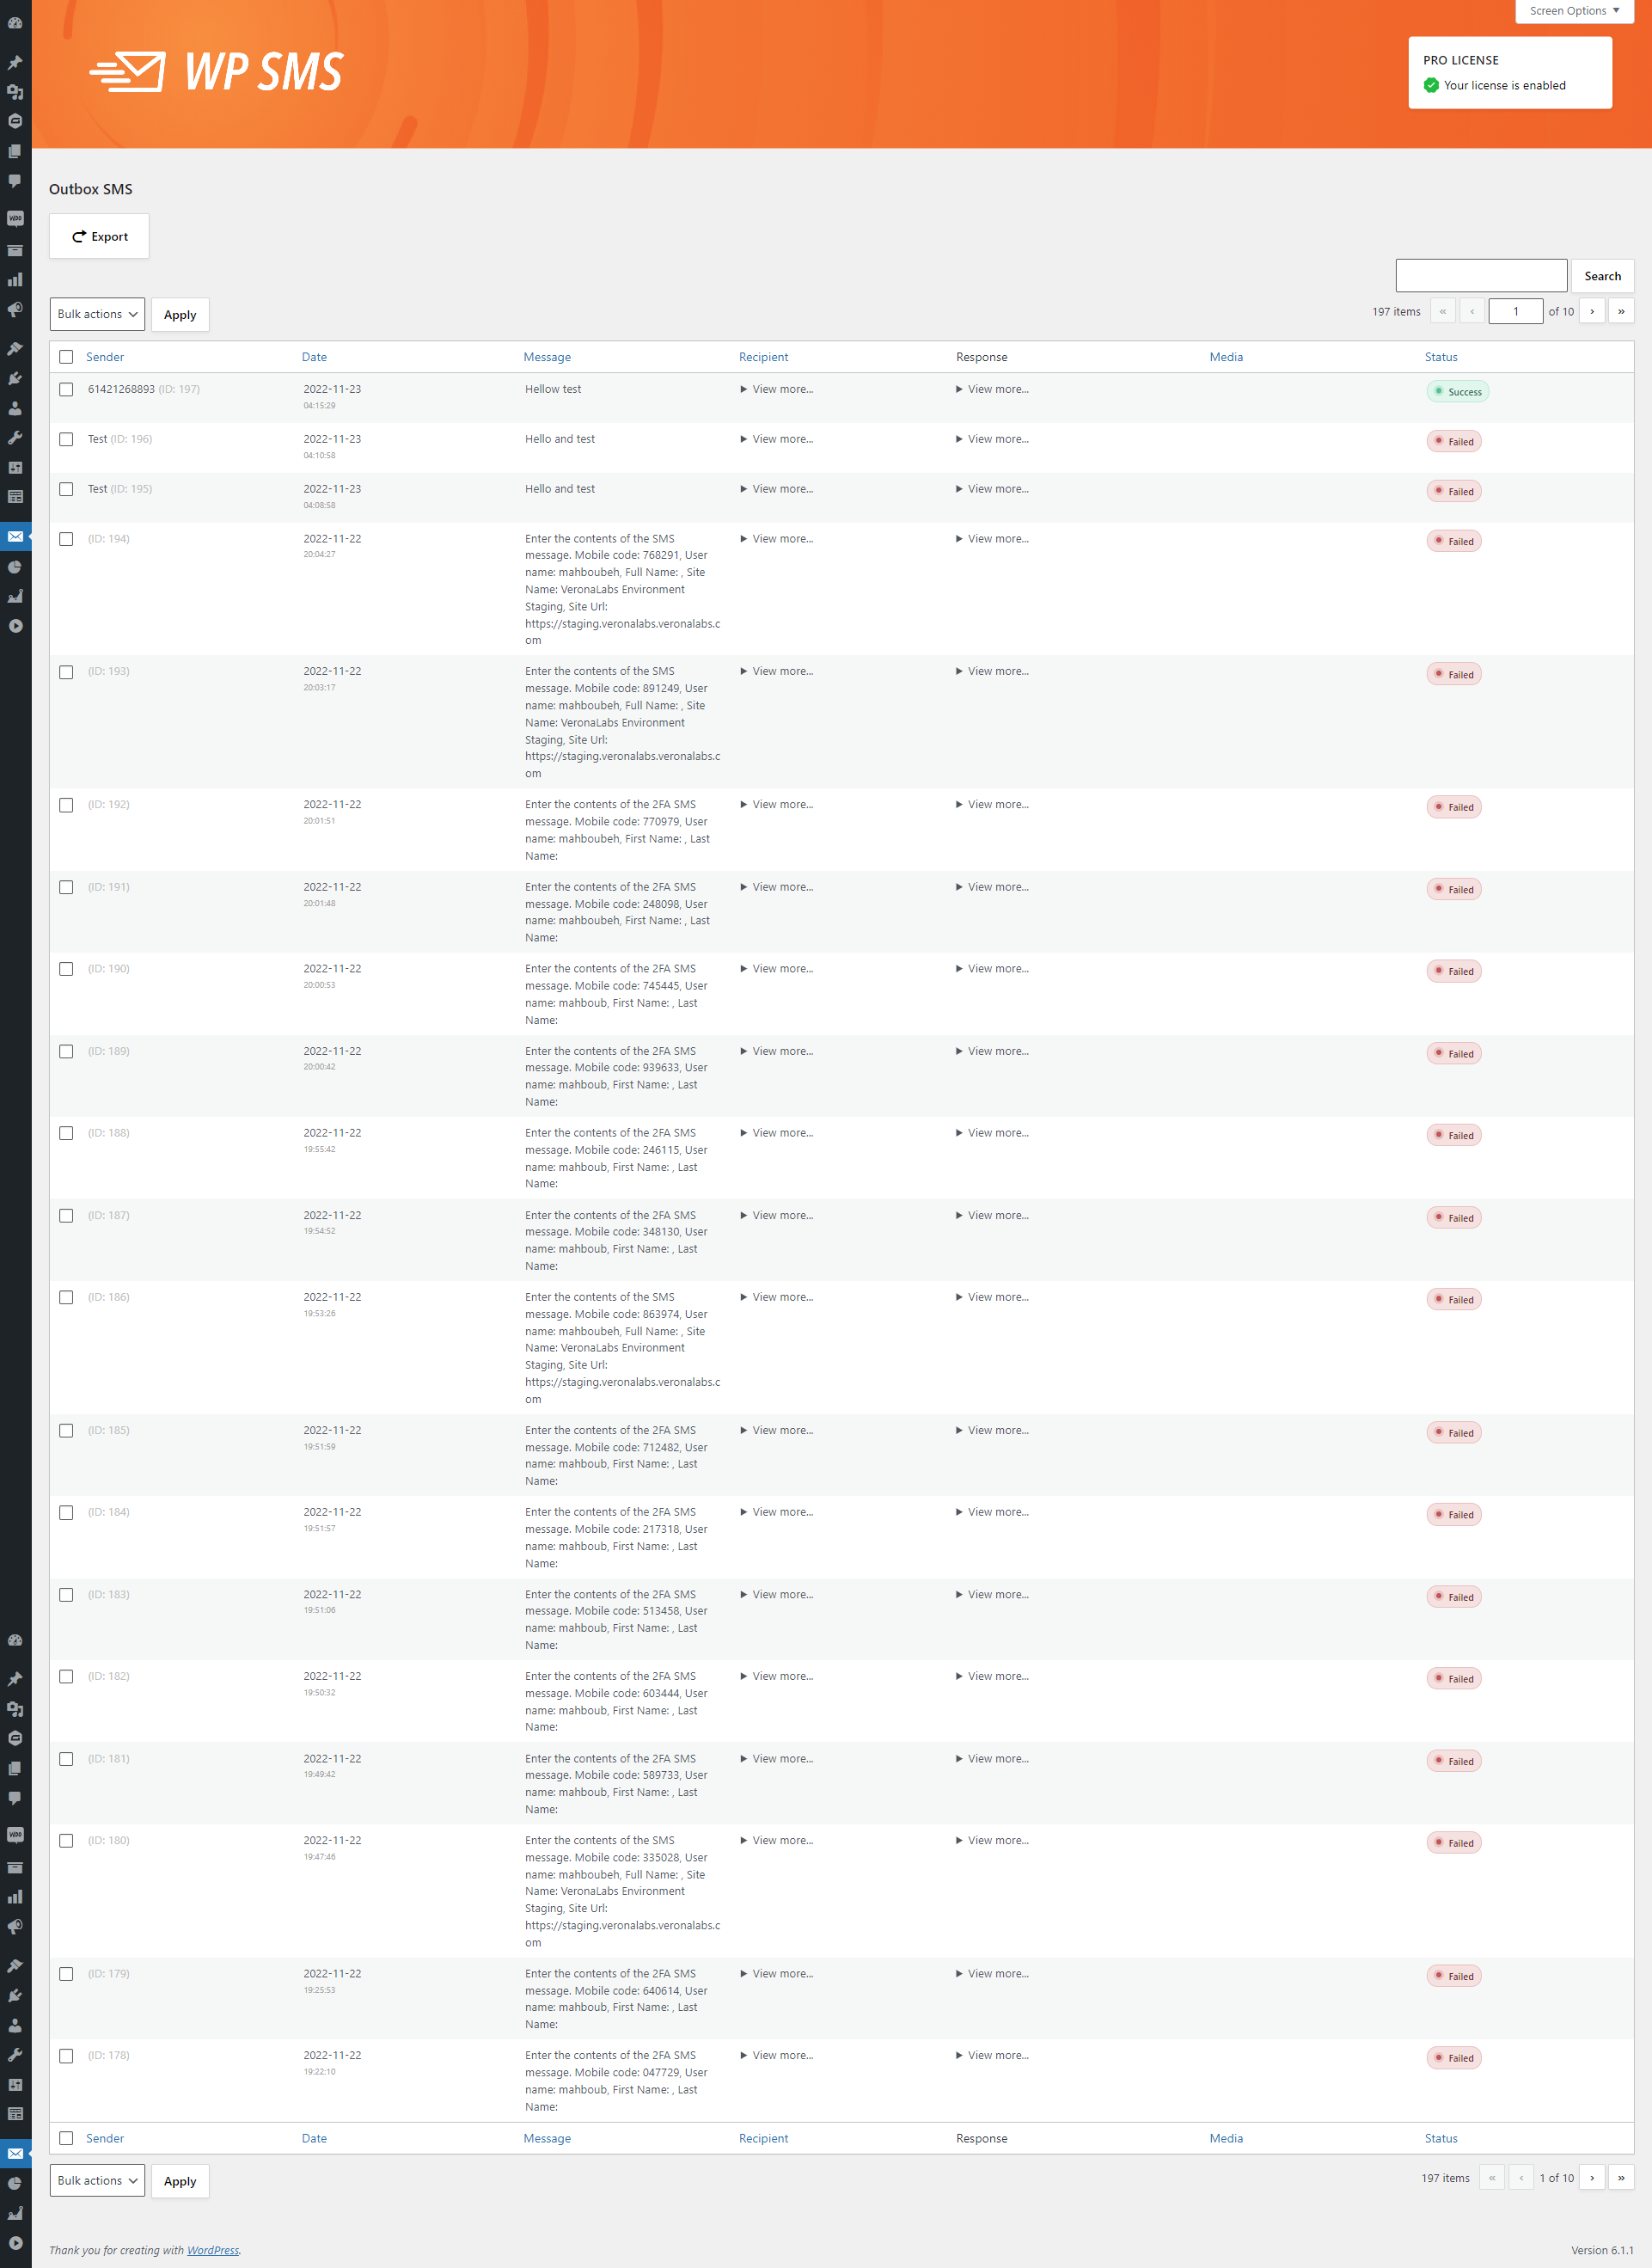 Screen Options
WP SMS
PRO LICENSE
Your license is enabled
Outbox SMS
Export
Search
Bulk actions Apply 197 items « ‹ 1 of 10 › »
Sender Date Message Recipient Response Media Status
61421268893 (ID: 197) 2022-11-23 Hellow test View more... View more... Success
04:15:29
Test (ID: 196) 2022-11-23 Hello and test View more... View more... Failed
04:10:58
Test (ID: 195) 2022-11-23 Hello and test View more... View more... Failed
04:08:58
(ID: 194) 2022-11-22 Enter the contents of the SMS View more... View more... Failed
20:04:27 message. Mobile code: 768291, User
name: mahboubeh, Full Name: , Site
Name: VeronaLabs Environment
Staging, Site Url:
https://staging.veronalabs.veronalabs.c
om
(ID: 193) 2022-11-22 Enter the contents of the SMS View more... View more... Failed
20:03:17 message. Mobile code: 891249, User
name: mahboubeh, Full Name: , Site
Name: VeronaLabs Environment
Staging, Site Url:
https://staging.veronalabs.veronalabs.c
om
(ID: 192) 2022-11-22 Enter the contents of the 2FA SMS View more... View more... Failed
20:01:51 message. Mobile code: 770979, User
name: mahboubeh, First Name: , Last
Name:
(ID: 191) 2022-11-22 Enter the contents of the 2FA SMS View more... View more... Failed
20:01:48 message. Mobile code: 248098, User
name: mahboubeh, First Name: , Last
Name:
(ID: 190) 2022-11-22 Enter the contents of the 2FA SMS View more... View more... Failed
20:00:53 message. Mobile code: 745445, User
name: mahboub, First Name: , Last
Name:
(ID: 189) 2022-11-22 Enter the contents of the 2FA SMS View more... View more... Failed
20:00:42 message. Mobile code: 939633, User
name: mahboub, First Name: , Last
Name:
(ID: 188) 2022-11-22 Enter the contents of the 2FA SMS View more... View more... Failed
19:55:42 message. Mobile code: 246115, User
name: mahboub, First Name: , Last
Name:
(ID: 187) 2022-11-22 Enter the contents of the 2FA SMS View more... View more... Failed
19:54:52 message. Mobile code: 348130, User
name: mahboub, First Name: , Last
Name:
(ID: 186) 2022-11-22 Enter the contents of the SMS View more... View more... Failed
19:53:26 message. Mobile code: 863974, User
name: mahboubeh, Full Name: , Site
Name: VeronaLabs Environment
Staging, Site Url:
https://staging.veronalabs.veronalabs.c
om
(ID: 185) 2022-11-22 Enter the contents of the 2FA SMS View more... View more... Failed
19:51:59 message. Mobile code: 712482, User
name: mahboub, First Name: , Last
Name:
(ID: 184) 2022-11-22 Enter the contents of the 2FA SMS View more... View more... Failed
19:51:57 message. Mobile code: 217318, User
name: mahboub, First Name: , Last
Name:
(ID: 183) 2022-11-22 Enter the contents of the 2FA SMS View more... View more... Failed
19:51:06 message. Mobile code: 513458, User
name: mahboub, First Name: , Last
Name:
(ID: 182) 2022-11-22 Enter the contents of the 2FA SMS View more... View more... Failed
19:50:32 message. Mobile code: 603444, User
name: mahboub, First Name: , Last
Name:
(ID: 181) 2022-11-22 Enter the contents of the 2FA SMS View more... View more... Failed
19:49:42 message. Mobile code: 589733, User
name: mahboub, First Name: , Last
Name:
(ID: 180) 2022-11-22 Enter the contents of the SMS View more... View more... Failed
19:47:46 message. Mobile code: 335028, User
name: mahboubeh, Full Name: , Site
Name: VeronaLabs Environment
Staging, Site Url:
https://staging.veronalabs.veronalabs.c
om
(ID: 179) 2022-11-22 Enter the contents of the 2FA SMS View more... View more... Failed
19:25:53 message. Mobile code: 640614, User
name: mahboub, First Name: , Last
Name:
(ID: 178) 2022-11-22 Enter the contents of the 2FA SMS View more... View more... Failed
19:22:10 message. Mobile code: 047729, User
name: mahboub, First Name: , Last
Name:
Sender Date Message Recipient Response Media Status
Bulk actions Apply 197 items « ‹ 1 of 10 › »
Thank you for creating with WordPress. Version 6.1.1